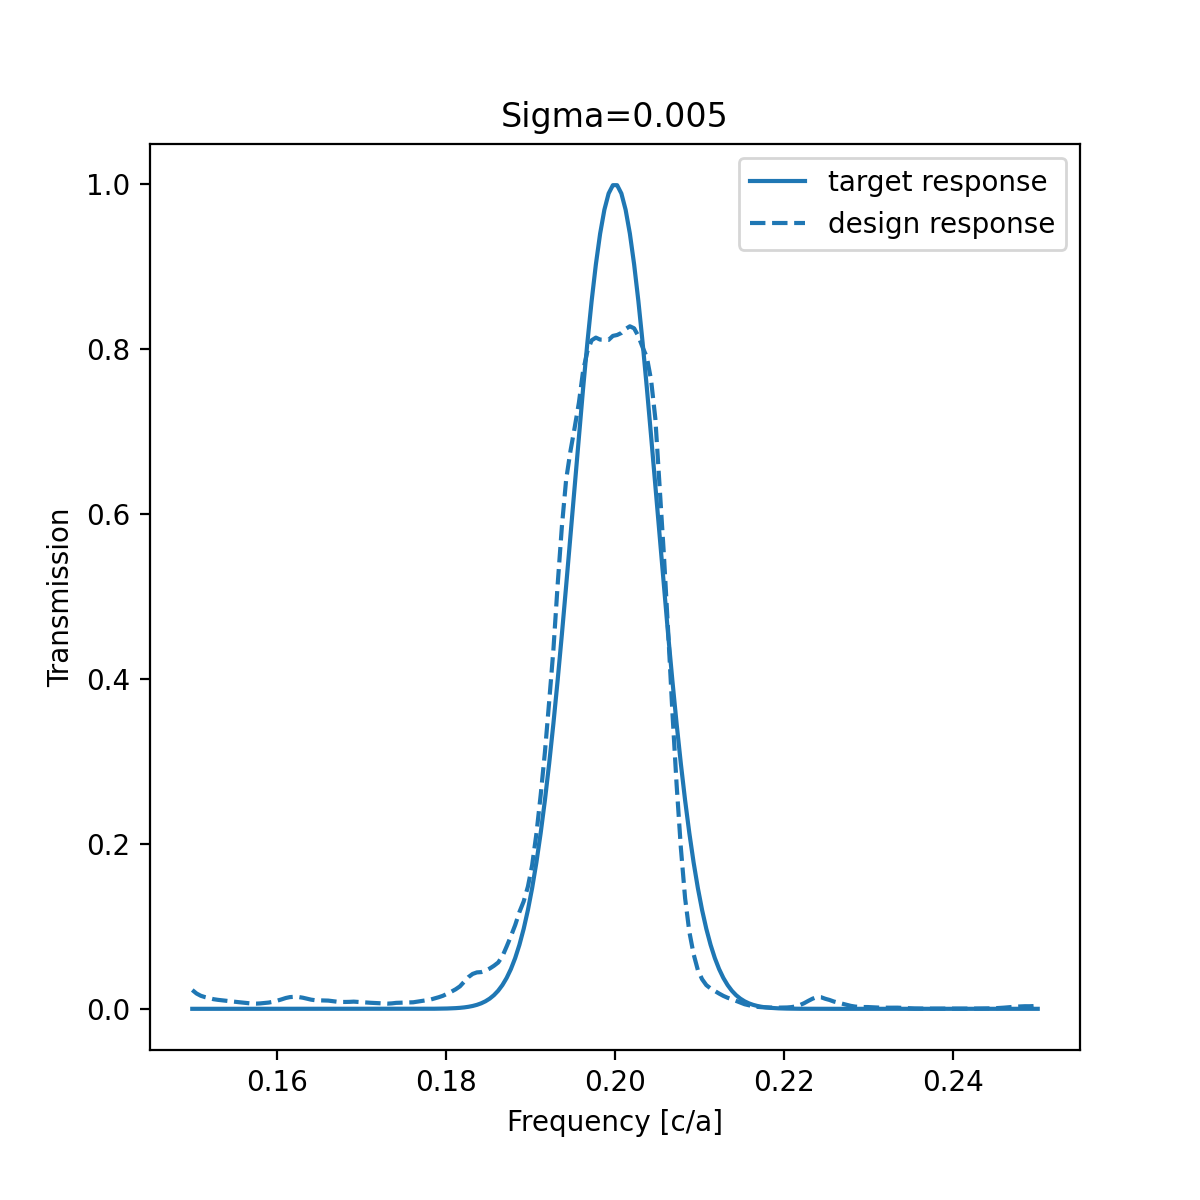 Sigma=0.005
target response
design response
1.0
0.8
0.6
0.4
0.2
0.0
Transmission
0.16 0.18 0.20 0.22 0.24
Frequency [c/a]